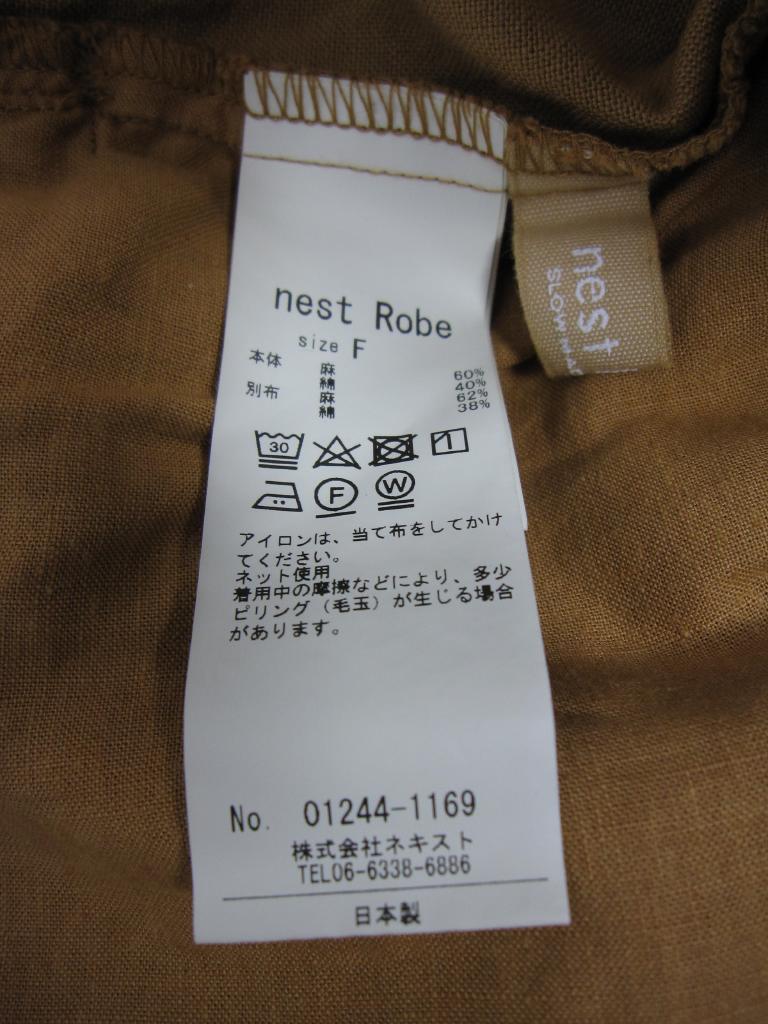 nest Robe
size F
本体 麻 60%
綿 40%
別布 麻 62%
綿 38%
30
F W
アイロンは、当て布をしてかけ
てください。
ネット使用
着用中の摩擦などにより、多少
ピリング（毛玉）が生じる場合
があります。
No. 01244-1169
株式会社ネキスト
TEL06-6338-6886
日本製
nest
SLOW